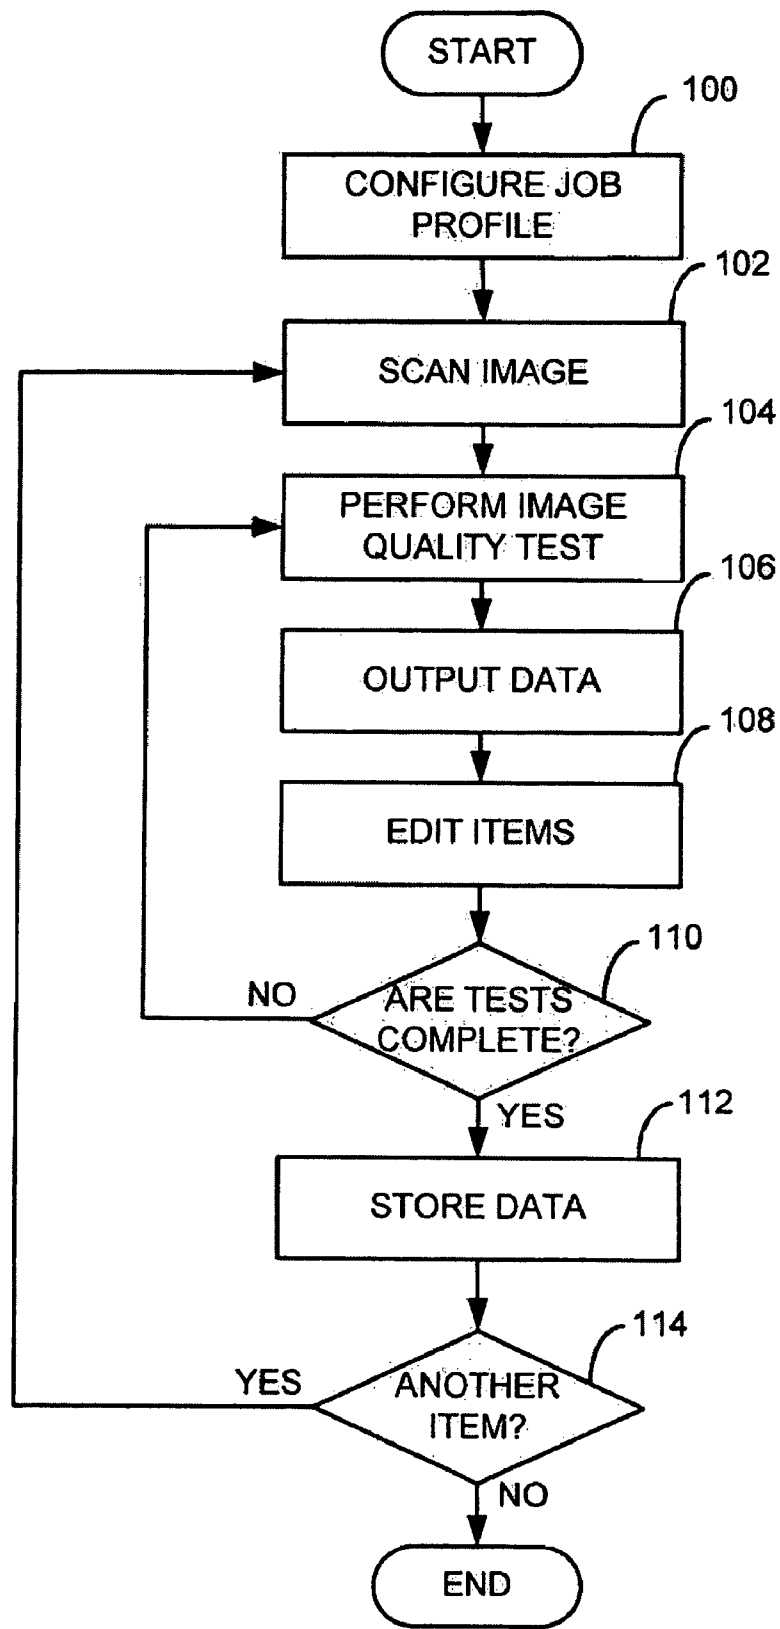 START
100
CONFIGURE JOB
PROFILE
102
SCAN IMAGE
104
PERFORM IMAGE
QUALITY TEST
106
OUTPUT DATA
108
EDIT ITEMS
110
NO
ARE TESTS
COMPLETE?
YES
112
STORE DATA
114
YES
ANOTHER
ITEM?
NO
END